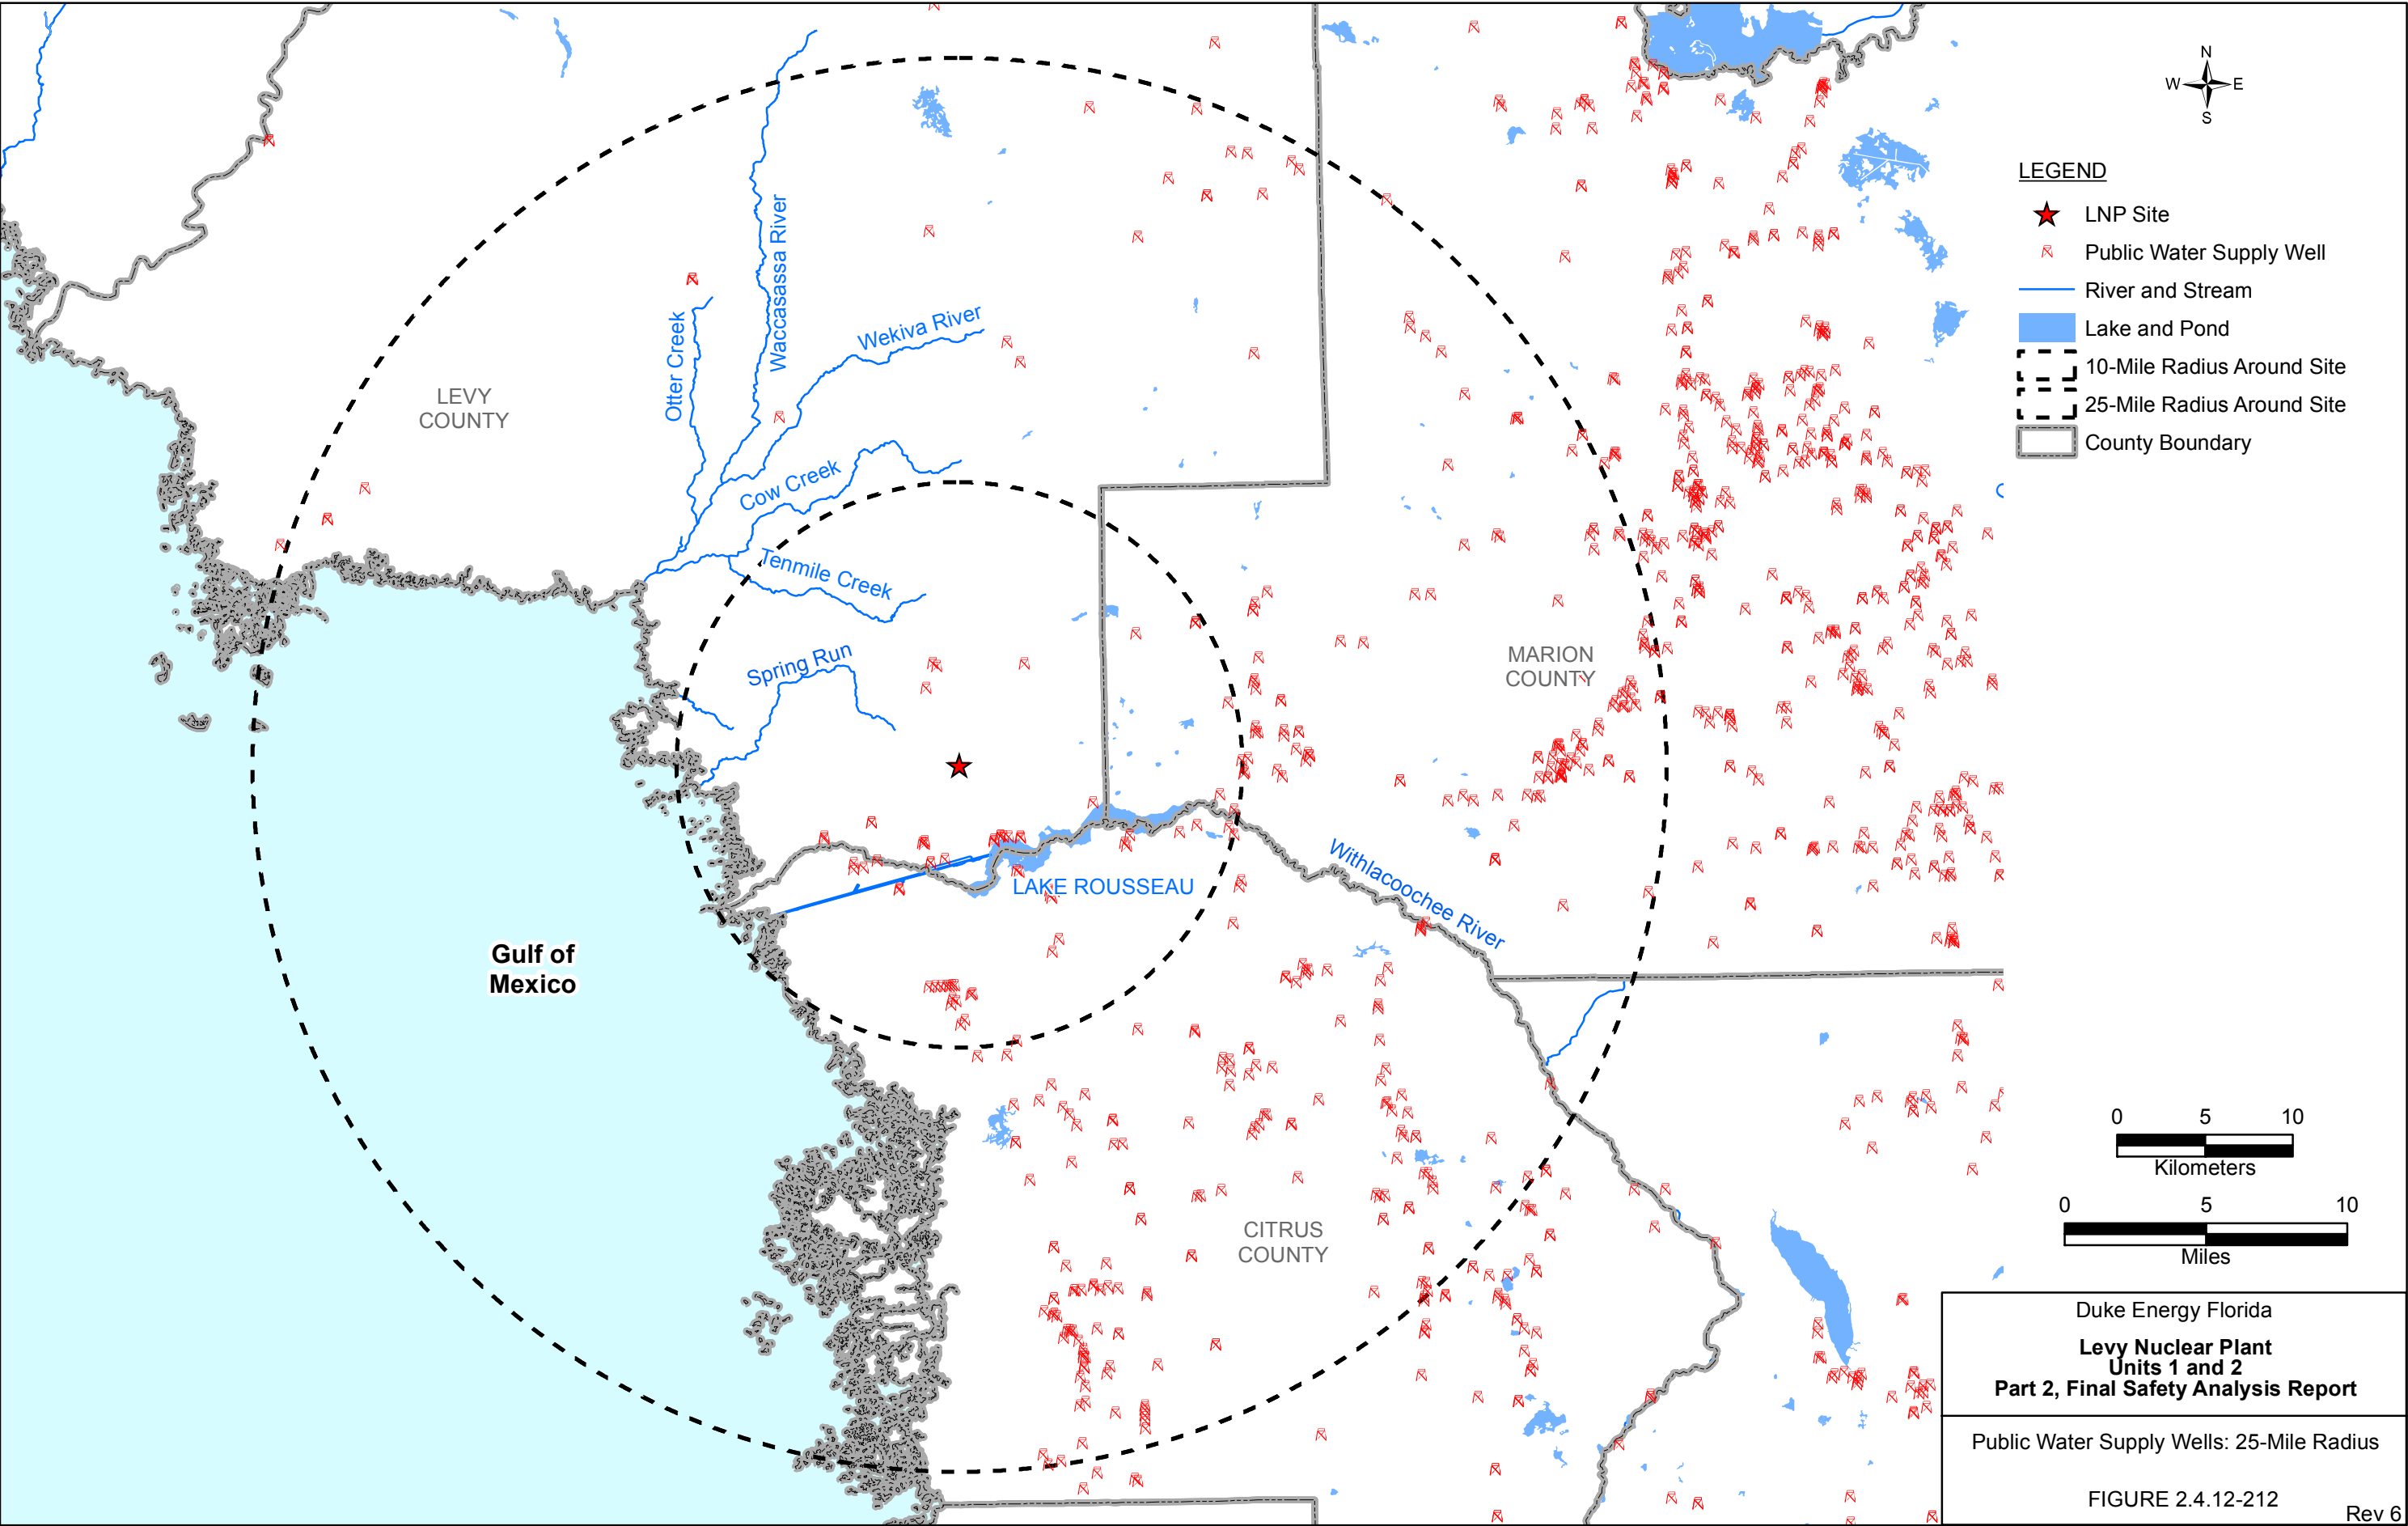 N
W E
S
LEGEND
LNP Site
Public Water Supply Well
River and Stream
Lake and Pond
10-Mile Radius Around Site
25-Mile Radius Around Site
County Boundary
Waccasassa River
Otter Creek
Wekiva River
LEVY
COUNTY
Cow Creek
Tenmile Creek
Spring Run
MARION
COUNTY
LAKE ROUSSEAU
Withlacoochee River
Gulf of
Mexico
CITRUS
COUNTY
0 5 10
Kilometers
0 5 10
Miles
Duke Energy Florida
Levy Nuclear Plant
Units 1 and 2
Part 2, Final Safety Analysis Report
Public Water Supply Wells: 25-Mile Radius
FIGURE 2.4.12-212
Rev 6